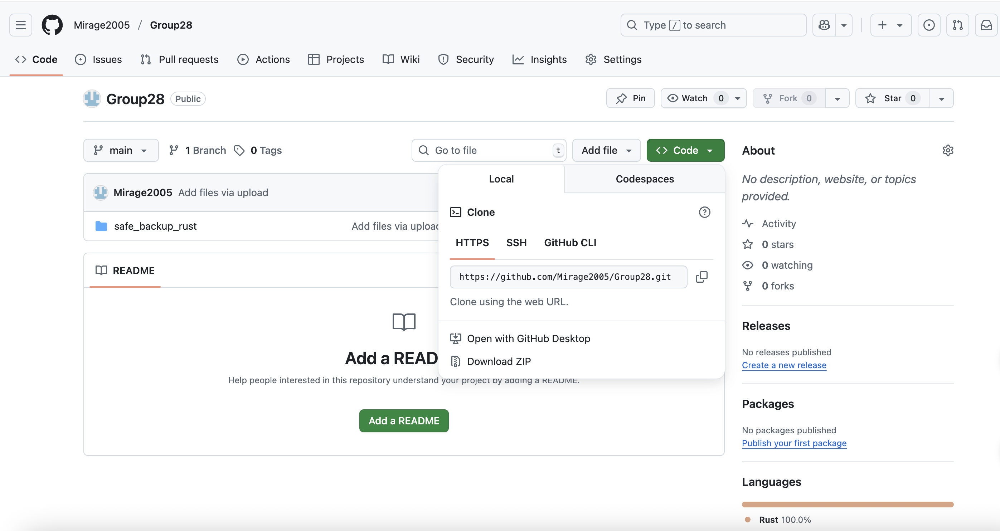 Mirage2005 / Group28
Type / to search
Code Issues Pull requests Actions Projects Wiki Security Insights Settings
Group28 Public
Pin Watch 0 Fork 0 Star 0
main 1 Branch 0 Tags
Go to file t
Add file
Code
Mirage2005 Add files via upload
safe_backup_rust Add files via upload
README
Add a READ
Help people interested in this repository understand your project by adding a README.
Add a README
Local Codespaces
Clone
HTTPS SSH GitHub CLI
https://github.com/Mirage2005/Group28.git
Clone using the web URL.
Open with GitHub Desktop
Download ZIP
About
No description, website, or topics
provided.
Activity
0 stars
0 watching
0 forks
Releases
No releases published
Create a new release
Packages
No packages published
Publish your first package
Languages
Rust 100.0%